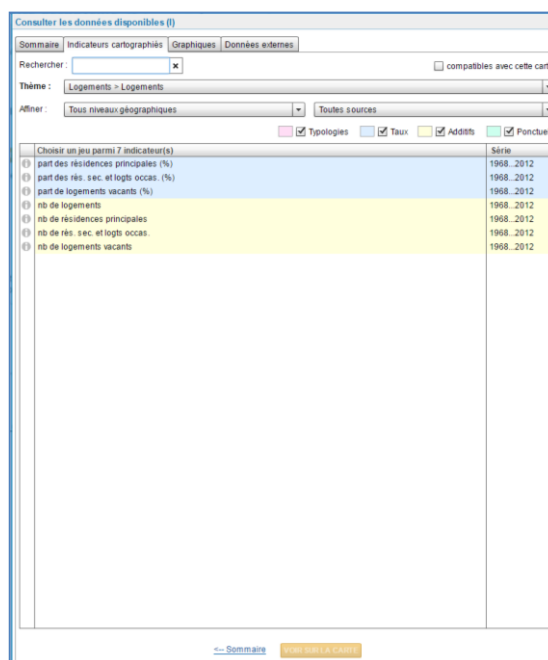 Consulter les données disponibles (I)
Sommaire Indicateurs cartographiés Graphiques Données externes
Rechercher : x compatibles avec cette cart
Thème : Logements > Logements
Affiner : Tous niveaux géographiques Toutes sources
Typologies Taux Additifs Ponctue
Choisir un jeu parmi 7 indicateur(s) Série
part des résidences principales (%) 1968...2012
part des rés. sec. et logts occas. (%) 1968...2012
part de logements vacants (%) 1968...2012
nb de logements 1968...2012
nb de résidences principales 1968...2012
nb de rés. sec. et logts occas. 1968...2012
nb de logements vacants 1968...2012
<-- Sommaire VOIR SUR LA CARTE